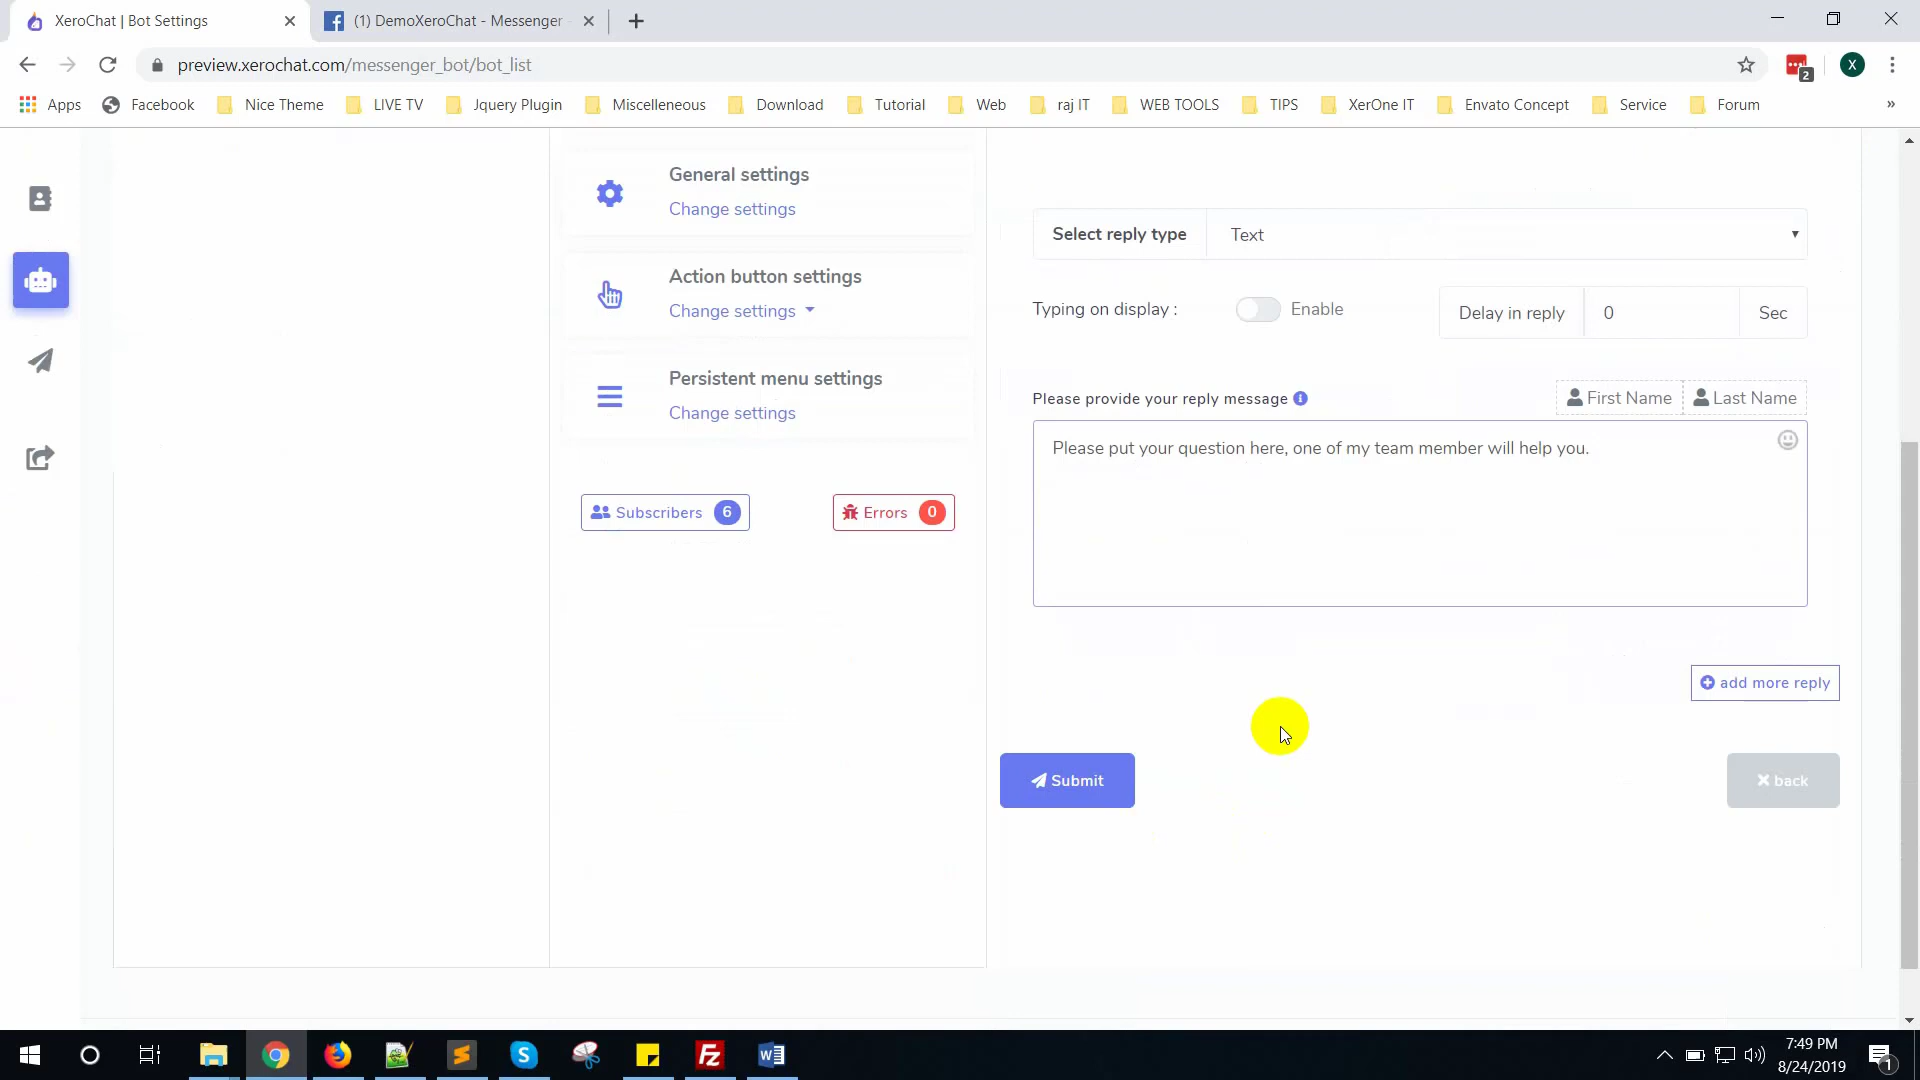 XeroChat | Bot Settings
(1) DemoXeroChat - Messenger
preview.xerochat.com/messenger_bot/bot_list
2
X
Apps
Facebook
Nice Theme
LIVE TV
Jquery Plugin
Miscelleneous
Download
Tutorial
Web
raj IT
WEB TOOLS
TIPS
XerOne IT
Envato Concept
Service
Forum
»
General settings
Change settings
Action button settings
Change settings
Persistent menu settings
Change settings
Subscribers 6
Errors 0
Select reply type
Text
Typing on display :
Enable
Delay in reply
0
Sec
Please provide your reply message
First Name
Last Name
Please put your question here, one of my team member will help you.
add more reply
Submit
back
7:49 PM
8/24/2019
1